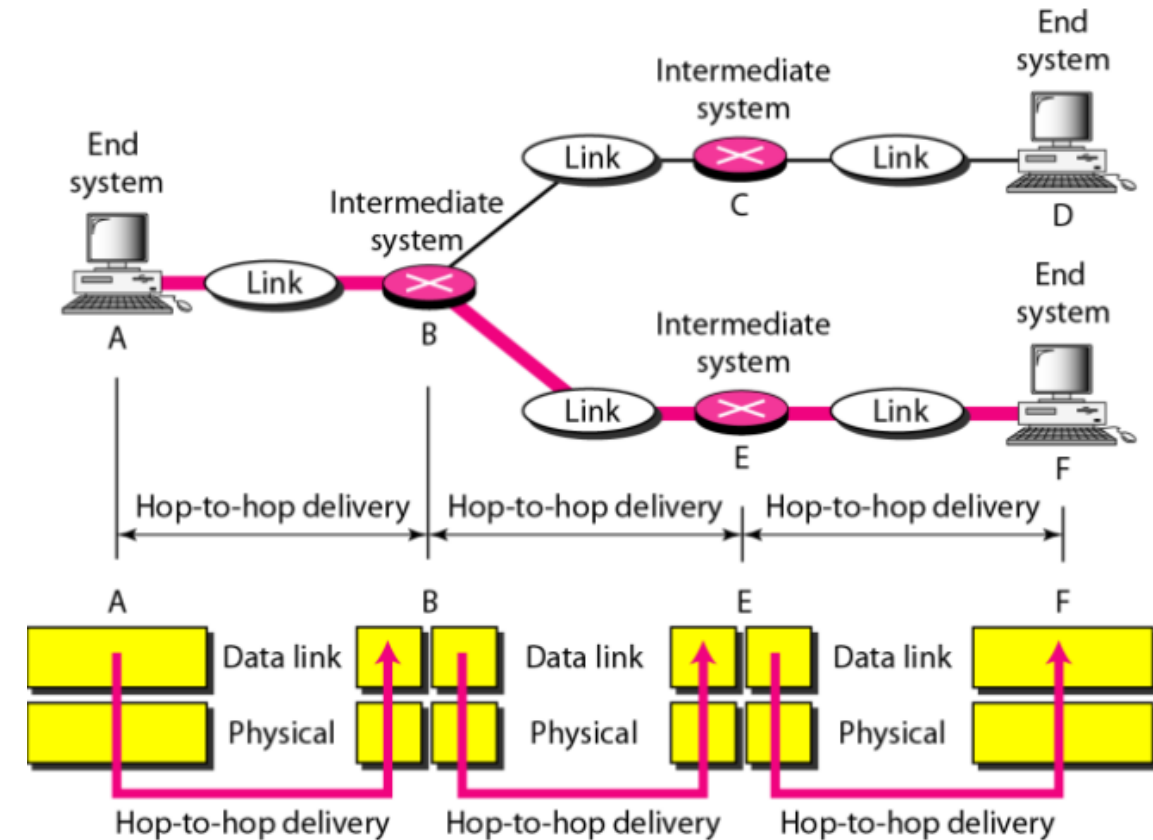 End
system
Intermediate
system
Link
Link
C
D
End
system
Intermediate
system
Link
A
B
End
system
Intermediate
system
Link
Link
E
F
Hop-to-hop delivery
Hop-to-hop delivery
Hop-to-hop delivery
A
B
E
F
Data link
Data link
Data link
Physical
Physical
Physical
Hop-to-hop delivery
Hop-to-hop delivery
Hop-to-hop delivery